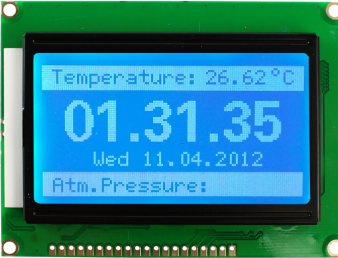 Temperature: 26.62°C
01.31.35
Wed 11.04.2012
Atm.Pressure: